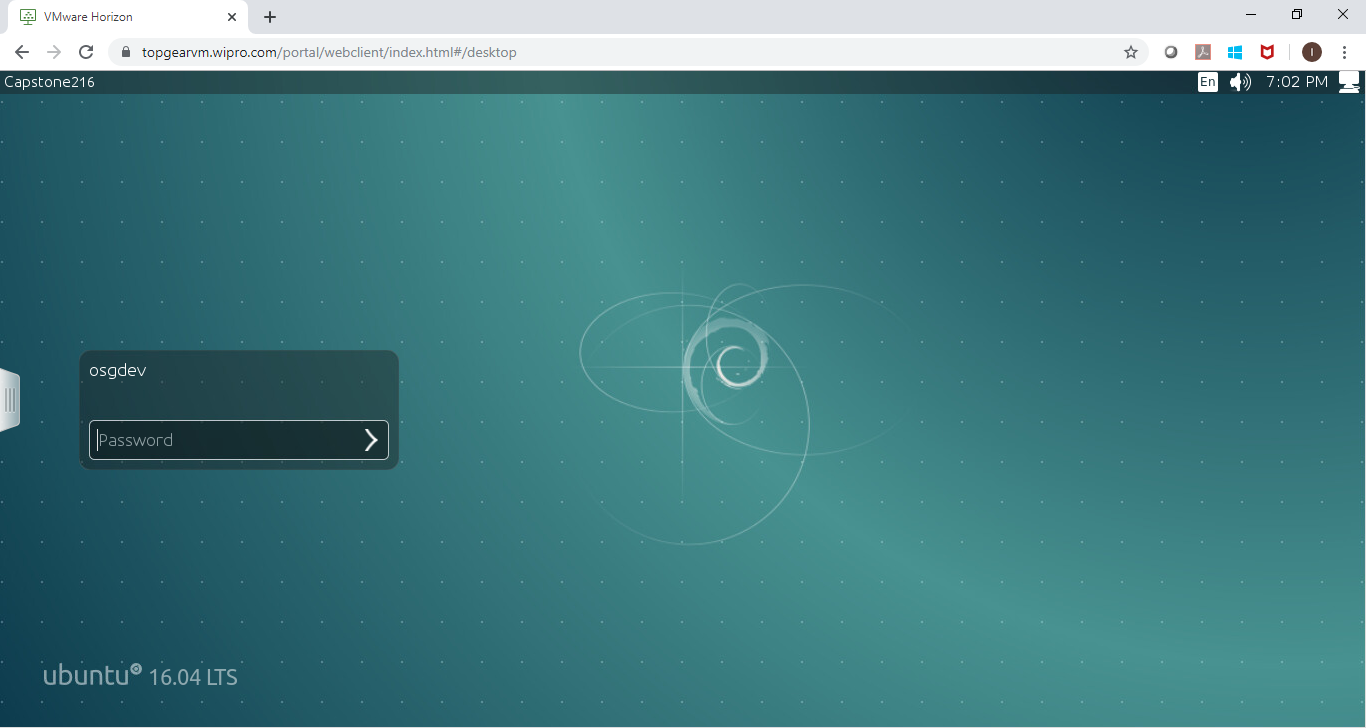 VMware Horizon
topgearvm.wipro.com/portal/webclient/index.html#/desktop
I
Capstone216
En
7:02 PM
osgdev
Password
ubuntu 16.04 LTS